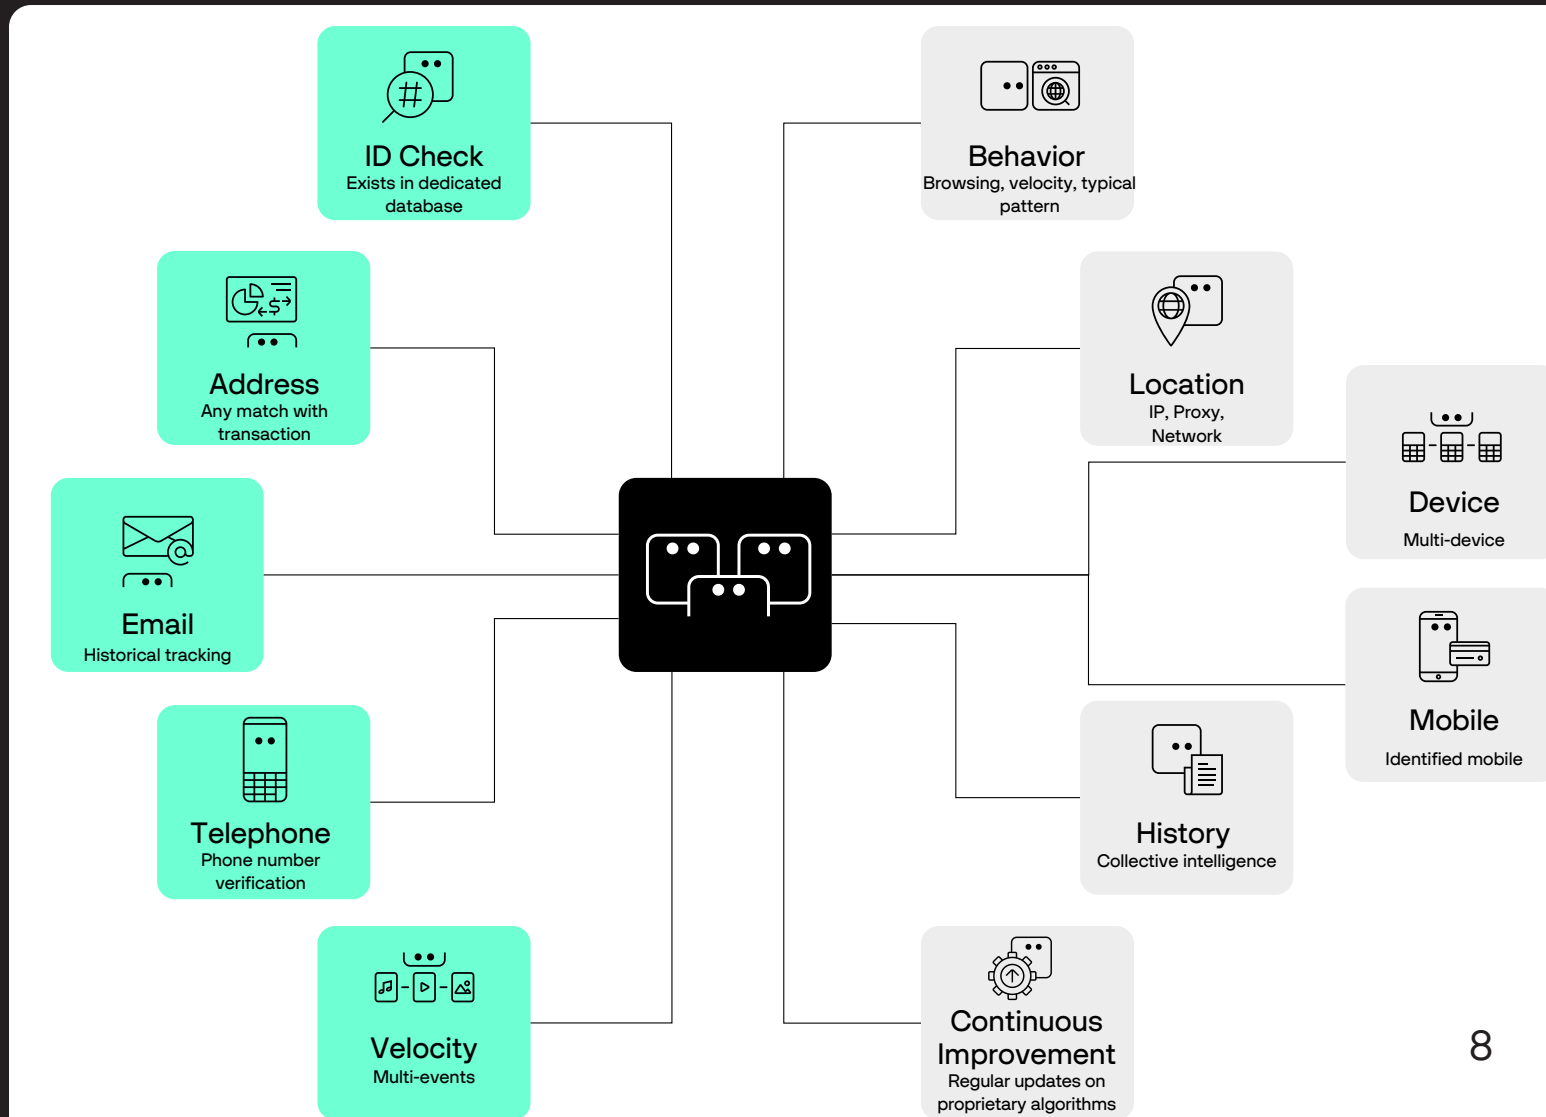 ID Check
Exists in dedicated
database
Address
Any match with
transaction
Email
Historical tracking
Telephone
Phone number
verification
Velocity
Multi-events
Behavior
Browsing, velocity, typical
pattern
Location
IP, Proxy,
Network
Device
Multi-device
Mobile
Identified mobile
History
Collective intelligence
Continuous
Improvement
Regular updates on
proprietary algorithms
8